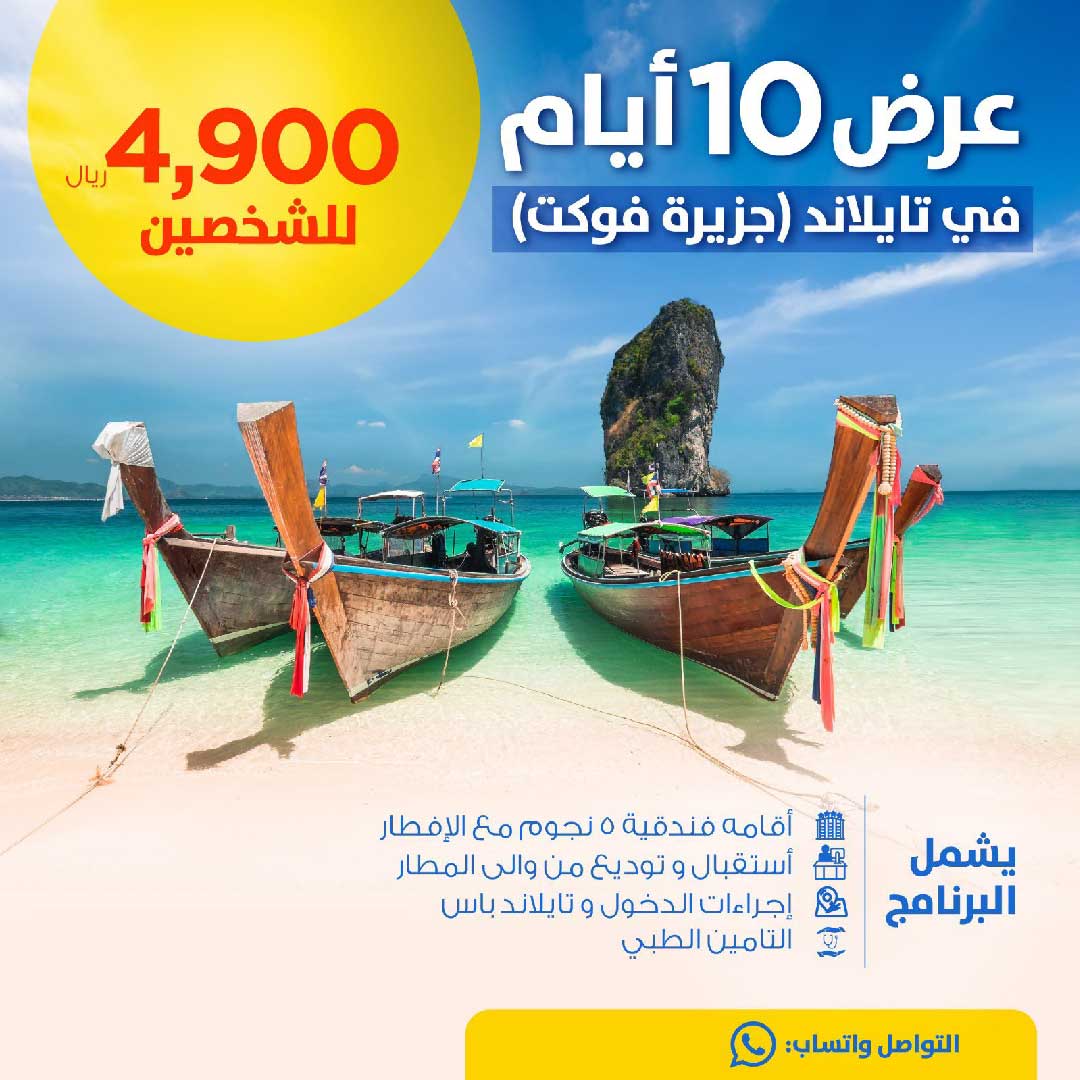 عرض 10 أيام
في تايلاند (جزيرة فوكت)
4,900 ريال
للشخصين
يشمل
البرنامج
أقامه فندقية ٥ نجوم مع الإفطار
أستقبال و توديع من والى المطار
إجراءات الدخول و تايلاند باس
التامين الطبي
التواصل واتساب: